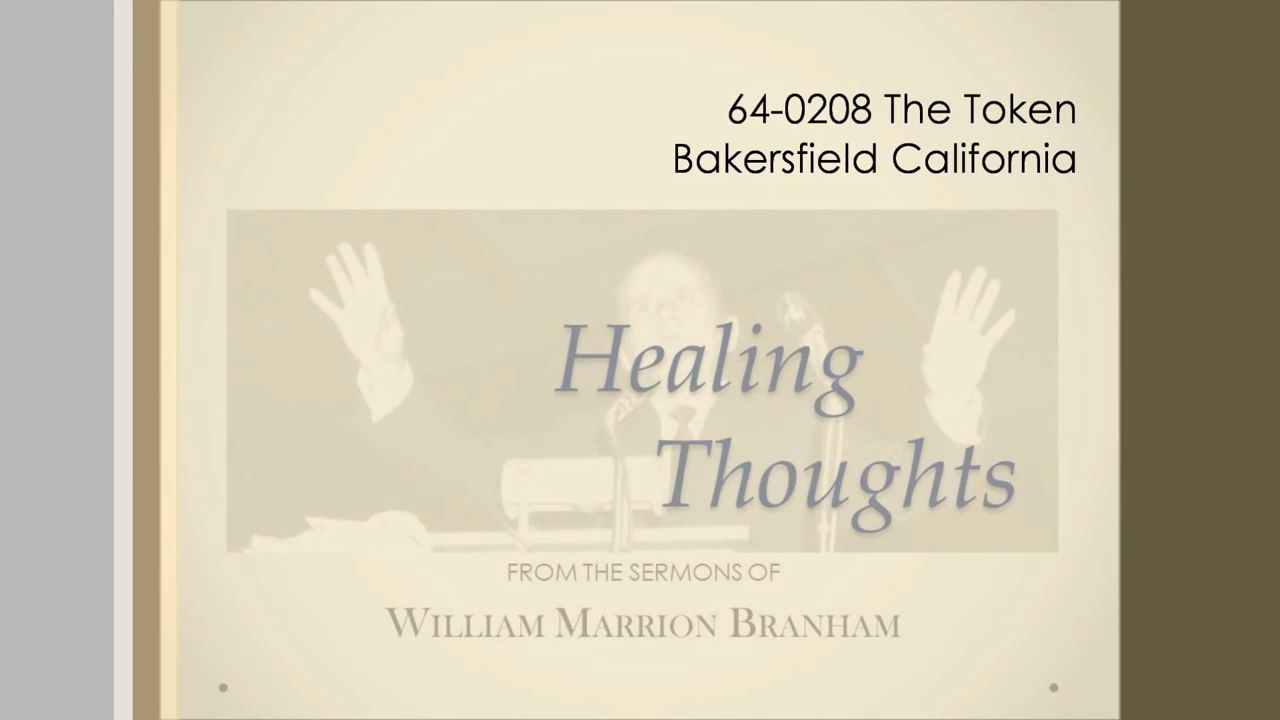 64-0208 The Token
Bakersfield California
Healing
Thoughts
FROM THE SERMONS OF
WILLIAM MARRION BRANHAM